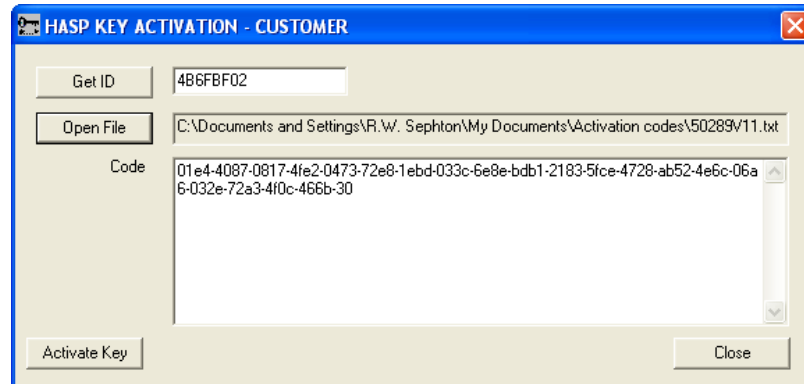 HASP KEY ACTIVATION - CUSTOMER
Get ID
4B6FBF02
Open File
C:\Documents and Settings\R.W. Sephton\My Documents\Activation codes\50289V11.txt
Code
01e4-4087-0817-4fe2-0473-72e8-1ebd-033c-6e8e-bdb1-2183-5fce-4728-ab52-4e6c-06a
6-032e-72a3-4f0c-466b-30
Activate Key
Close